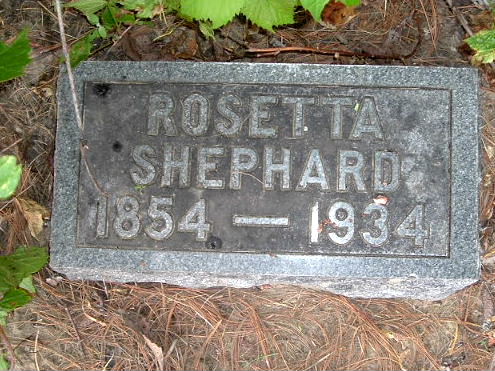 ROSETTA
SHEPHARD
1854 — 1934